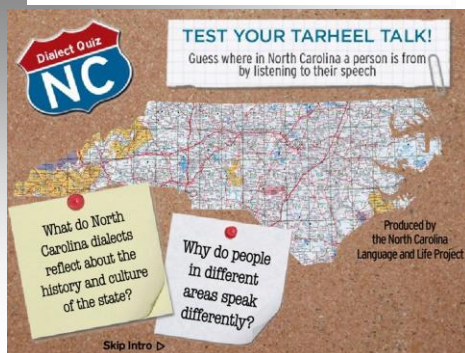 Dialect Quiz
NC
TEST YOUR TARHEEL TALK!
Guess where in North Carolina a person is from
by listening to their speech
What do North
Carolina dialects
reflect about the
history and culture
of the state?
Why do people
in different
areas speak
differently?
Produced by
the North Carolina
Language and Life Project
Skip Intro